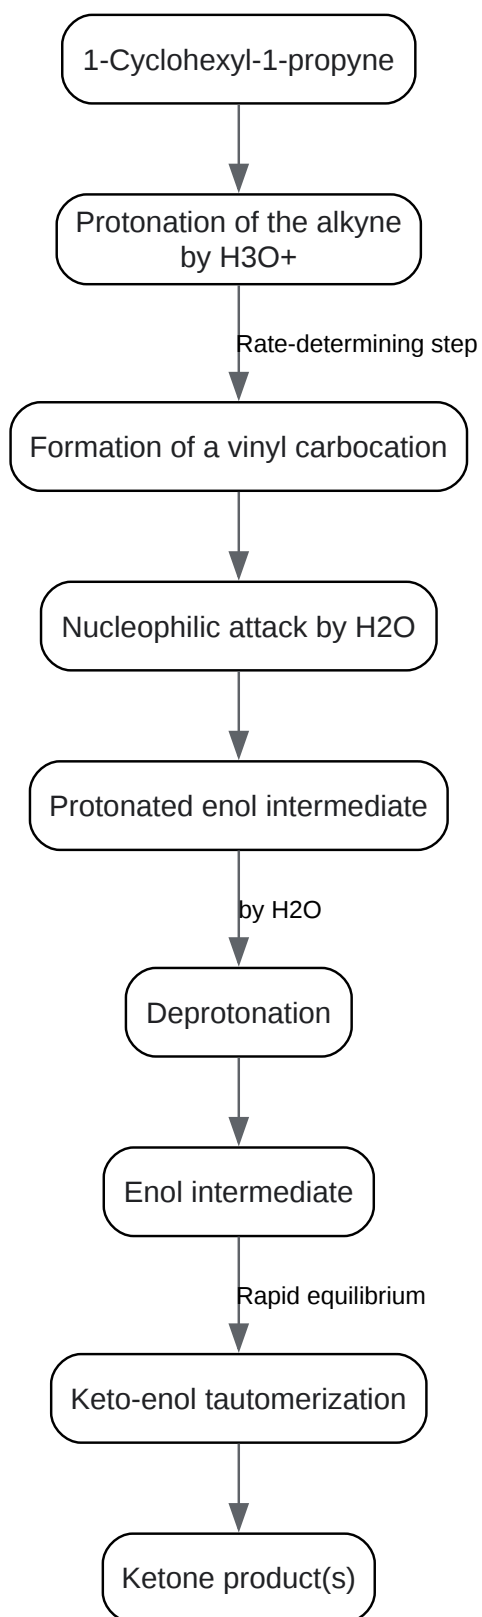 1-Cyclohexyl-1-propyne
Protonation of the alkyne
by H3O+
Rate-determining step
Formation of a vinyl carbocation
Nucleophilic attack by H2O
Protonated enol intermediate
by H2O
Deprotonation
Enol intermediate
Rapid equilibrium
Keto-enol tautomerization
Ketone product(s)